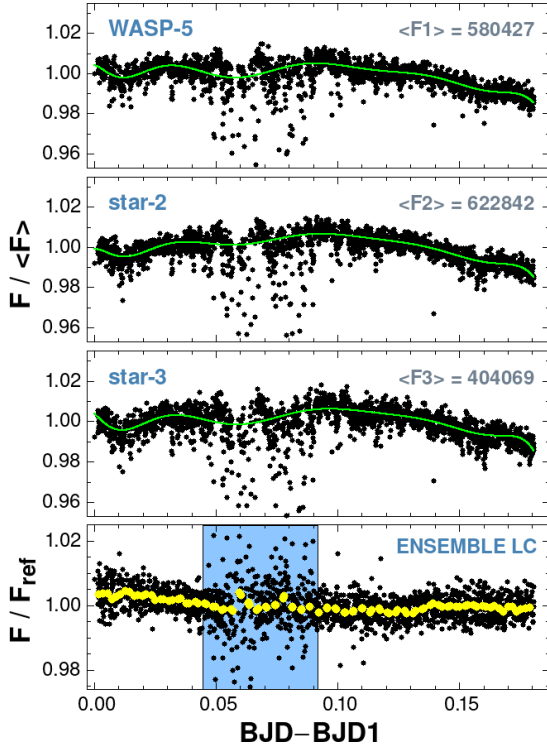 WASP-5 <F1> = 580427
1.02
1.00
0.98
0.96
star-2 <F2> = 622842
1.02
1.00
0.98
0.96
F / <F>
star-3 <F3> = 404069
1.02
1.00
0.98
0.96
ENSEMBLE LC
1.02
1.00
0.98
F / Fref
0.00 0.05 0.10 0.15
BJD-BJD1